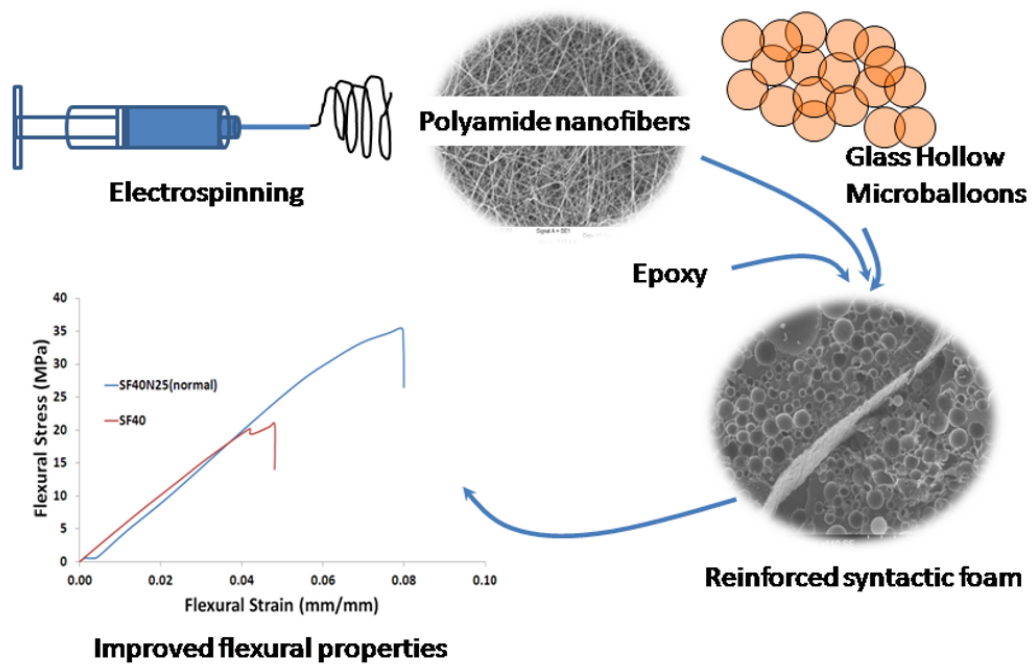 Polyamide nanofibers
Electrospinning
Glass Hollow
Microballoons
Signal A = SE1
Epoxy
Flexural Stress (MPa)
40
35
30
25
20
15
10
5
0
SF40N25(normal)
SF40
0.00
0.02
0.04
0.06
0.08
0.10
Flexural Strain (mm/mm)
Reinforced syntactic foam
Improved flexural properties